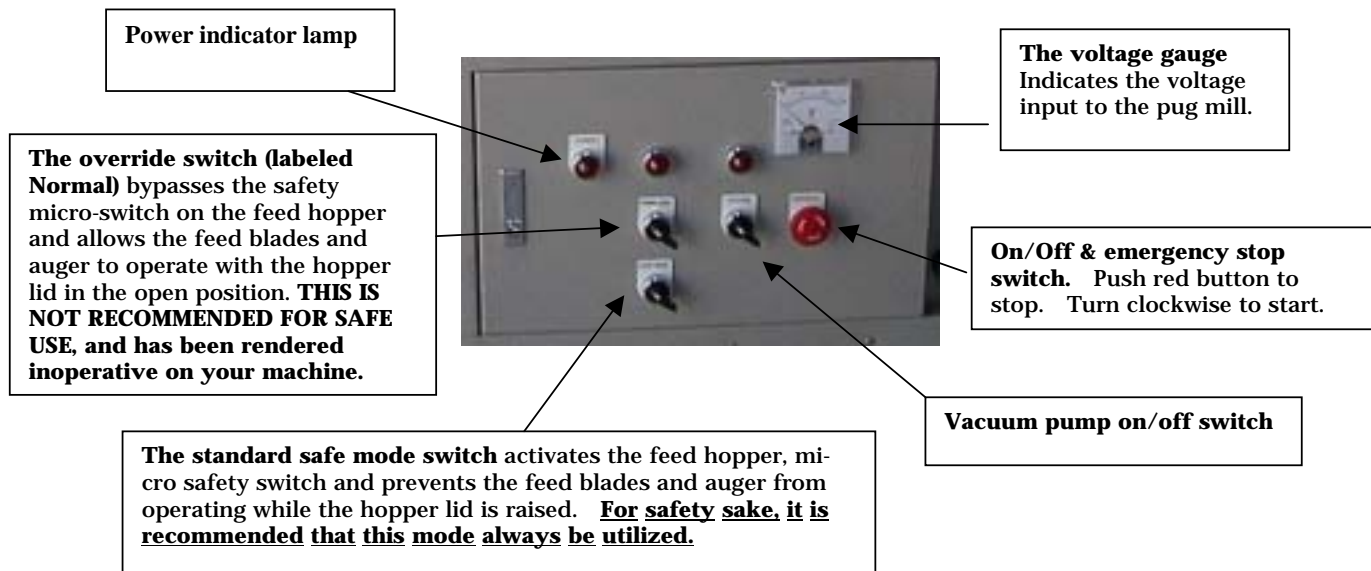 Power indicator lamp
The voltage gauge
Indicates the voltage
input to the pug mill.
The override switch (labeled
Normal) bypasses the safety
micro-switch on the feed hopper
and allows the feed blades and
auger to operate with the hopper
lid in the open position. THIS IS
NOT RECOMMENDED FOR SAFE
USE, and has been rendered
inoperative on your machine.
On/Off & emergency stop
switch. Push red button to
stop. Turn clockwise to start.
Vacuum pump on/off switch
The standard safe mode switch activates the feed hopper, mi-
cro safety switch and prevents the feed blades and auger from
operating while the hopper lid is raised. For safety sake, it is
recommended that this mode always be utilized.